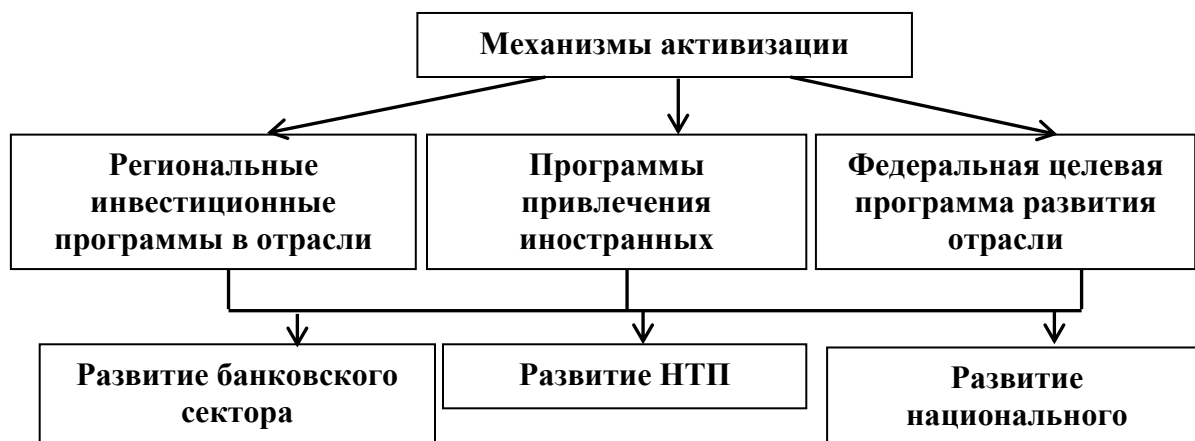 Механизмы активизации
Региональные
инвестиционные
программы в отрасли
Программы
привлечения
иностранных
Федеральная целевая
программа развития
отрасли
Развитие банковского
сектора
Развитие НТП
Развитие
национального